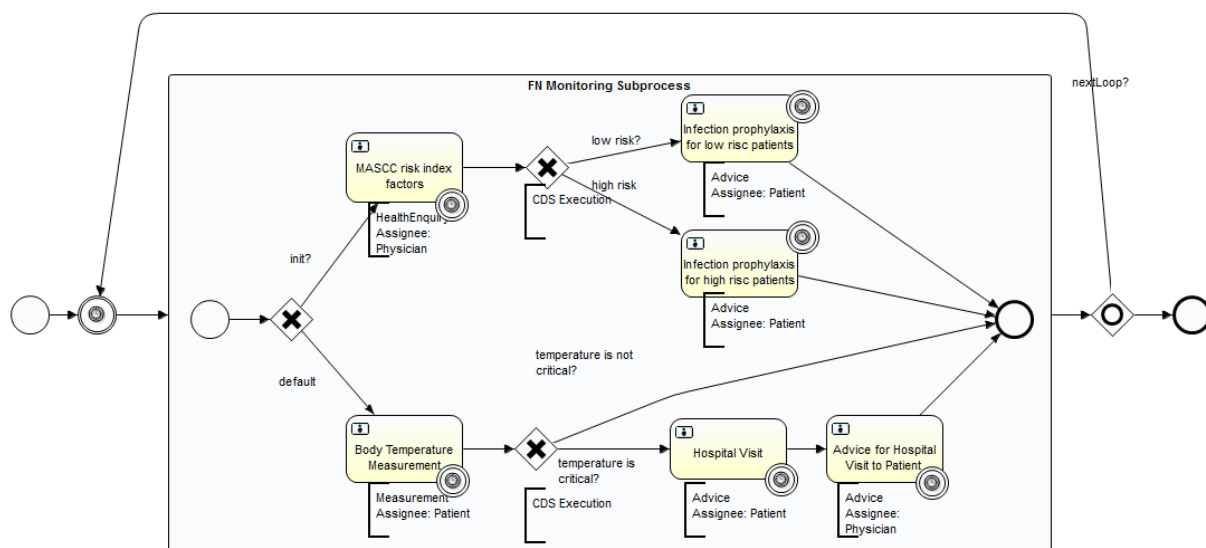 nextLoop?
FN Monitoring Subprocess
Infection prophylaxis
for low risc patients
low risk?
Advice
Assignee: Patient
MASCC risk index
factors
HealthEnquiry
Assignee:
Physician
high risk
CDS Execution
init?
Infection prophylaxis
for high risc patients
Advice
Assignee: Patient
default
temperature is not
critical?
Body Temperature
Measurement
Measurement
Assignee: Patient
temperature is
critical?
CDS Execution
Hospital Visit
Advice
Assignee: Patient
Advice for Hospital
Visit to Patient
Advice
Assignee:
Physician